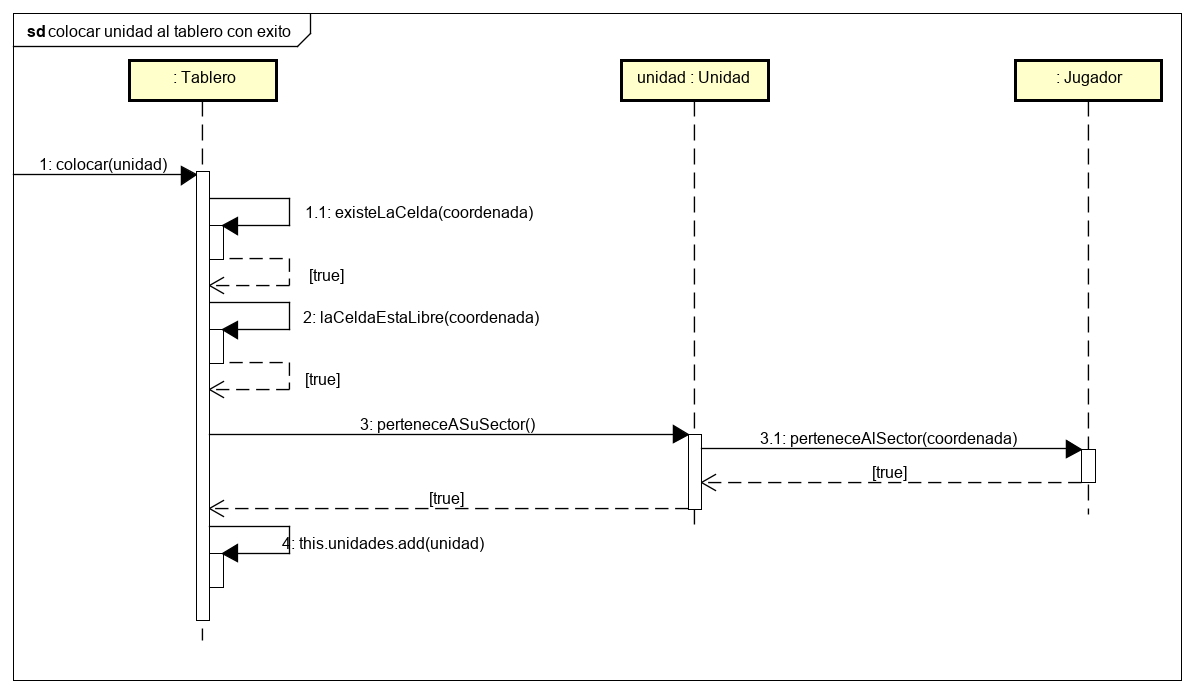 sd colocar unidad al tablero con exito
: Tablero
unidad : Unidad
: Jugador
1: colocar(unidad)
1.1: existeLaCelda(coordenada)
[true]
2: laCeldaEstaLibre(coordenada)
[true]
3: perteneceASuSector()
3.1: perteneceAlSector(coordenada)
[true]
[true]
4: this.unidades.add(unidad)